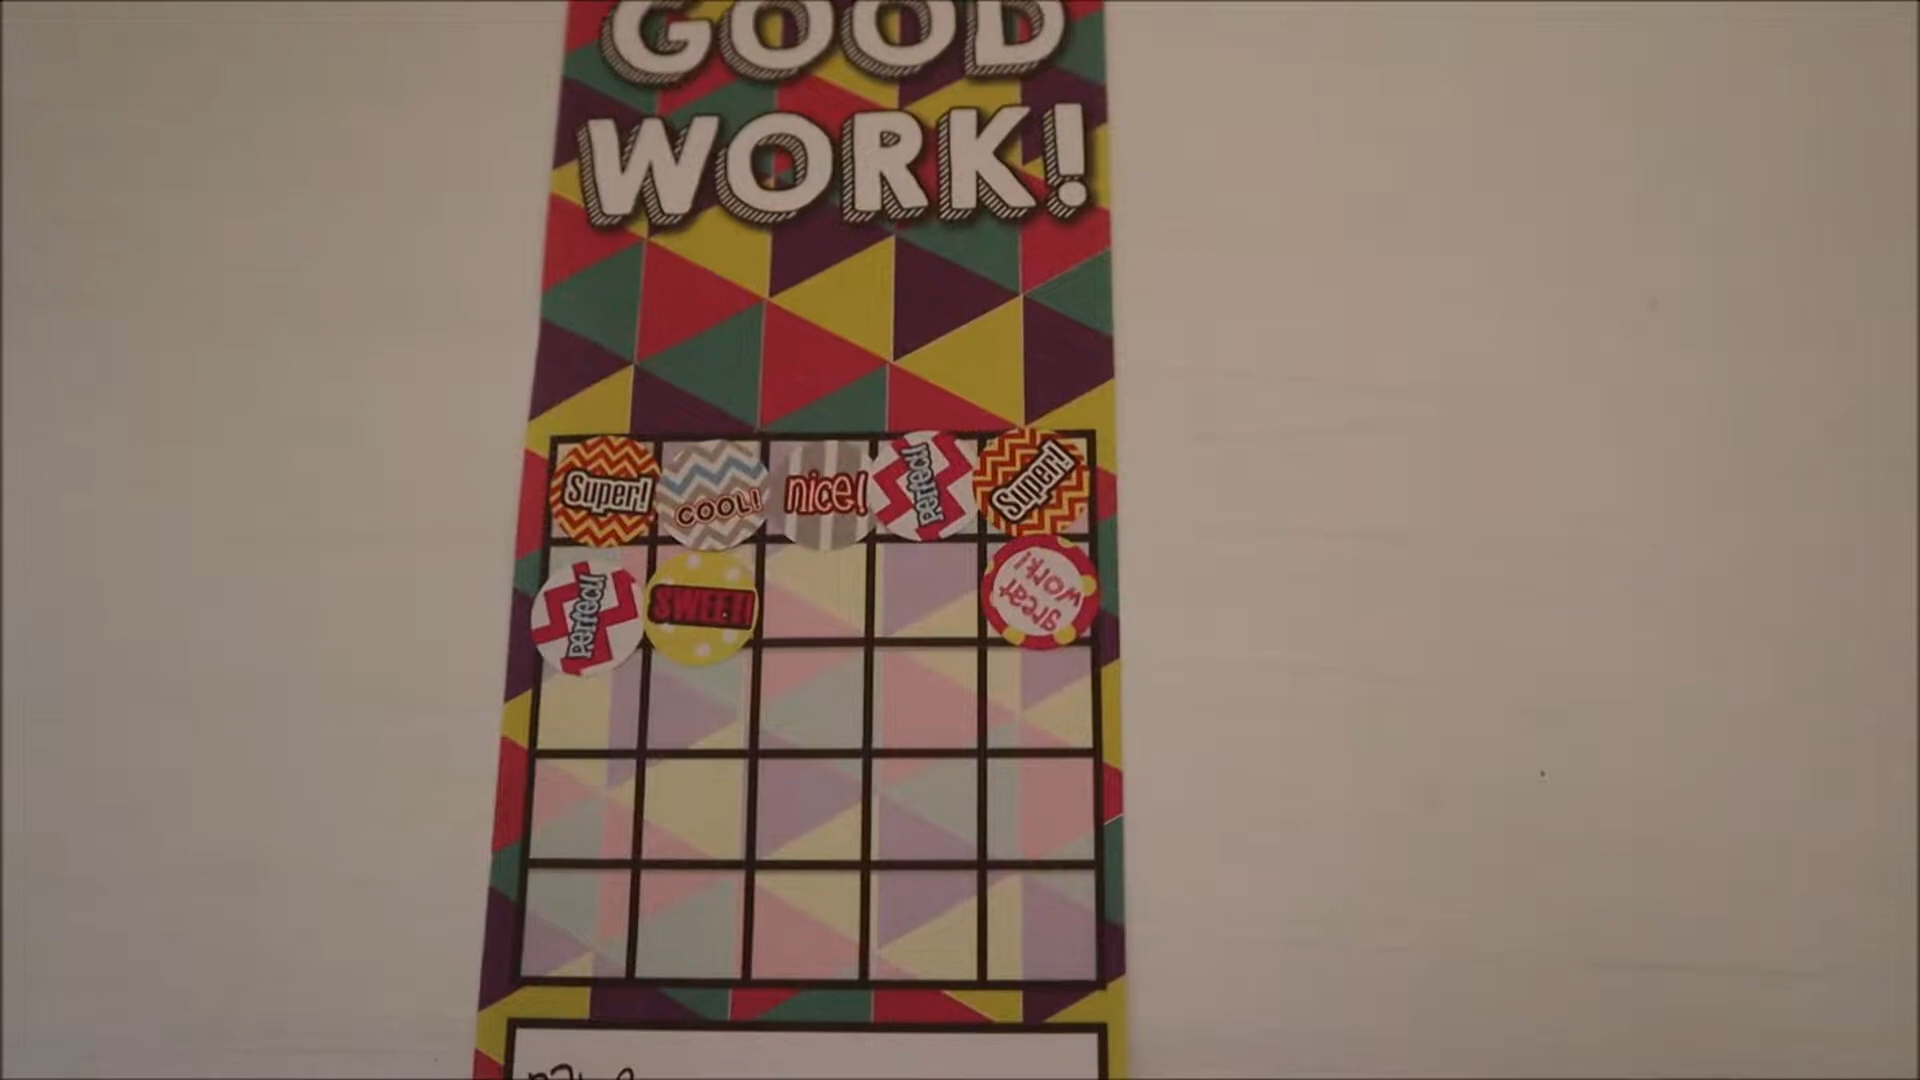 GOOD
WORK!
Super! COOL! nice! perfect! Super!
perfect! SWEET! great work!